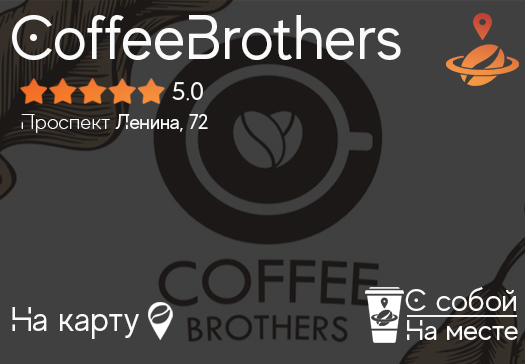 CoffeeBrothers
5.0
Проспект Ленина, 72
COFFEE
BROTHERS
На карту
С собой
На месте